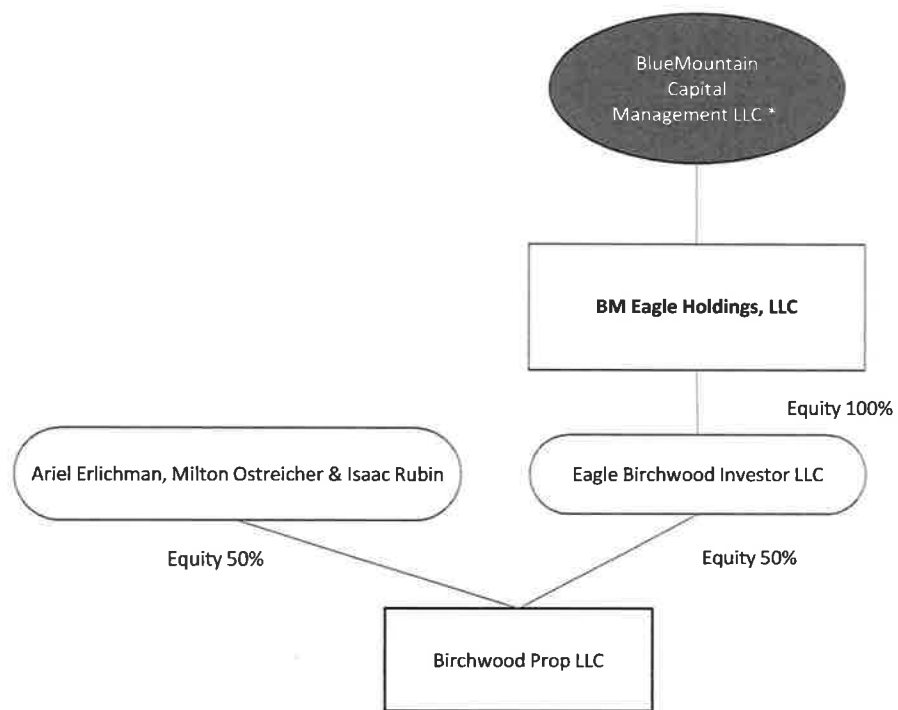 BlueMountain
Capital
Management LLC *
BM Eagle Holdings, LLC
Equity 100%
Ariel Erlichman, Milton Ostreicher & Isaac Rubin
Eagle Birchwood Investor LLC
Equity 50%
Equity 50%
Birchwood Prop LLC